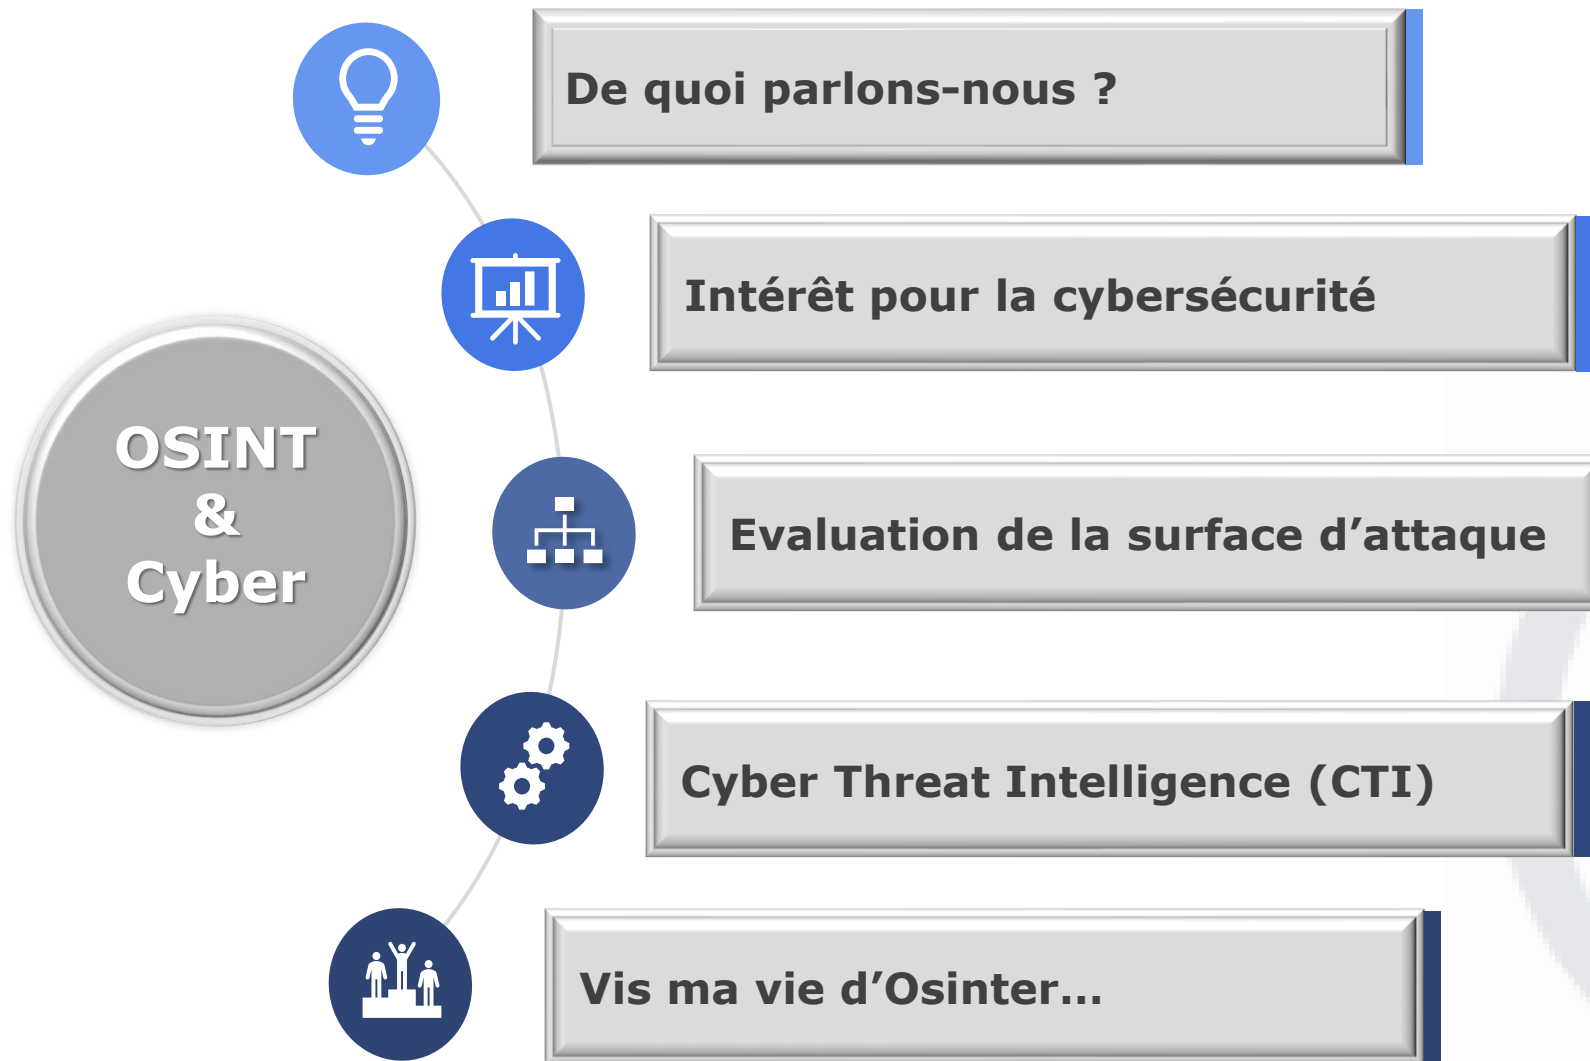 De quoi parlons-nous ?
Intérêt pour la cybersécurité
OSINT
&
Cyber
Evaluation de la surface d’attaque
Cyber Threat Intelligence (CTI)
Vis ma vie d’Osinter…